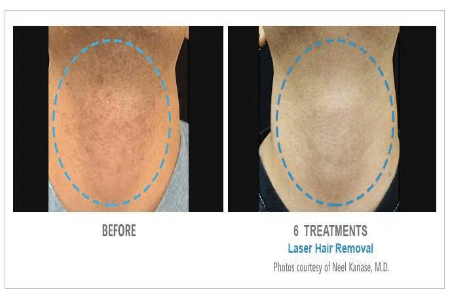 BEFORE
6 TREATMENTS
Laser Hair Removal
Photos courtesy of Neel Kanase, M.D.